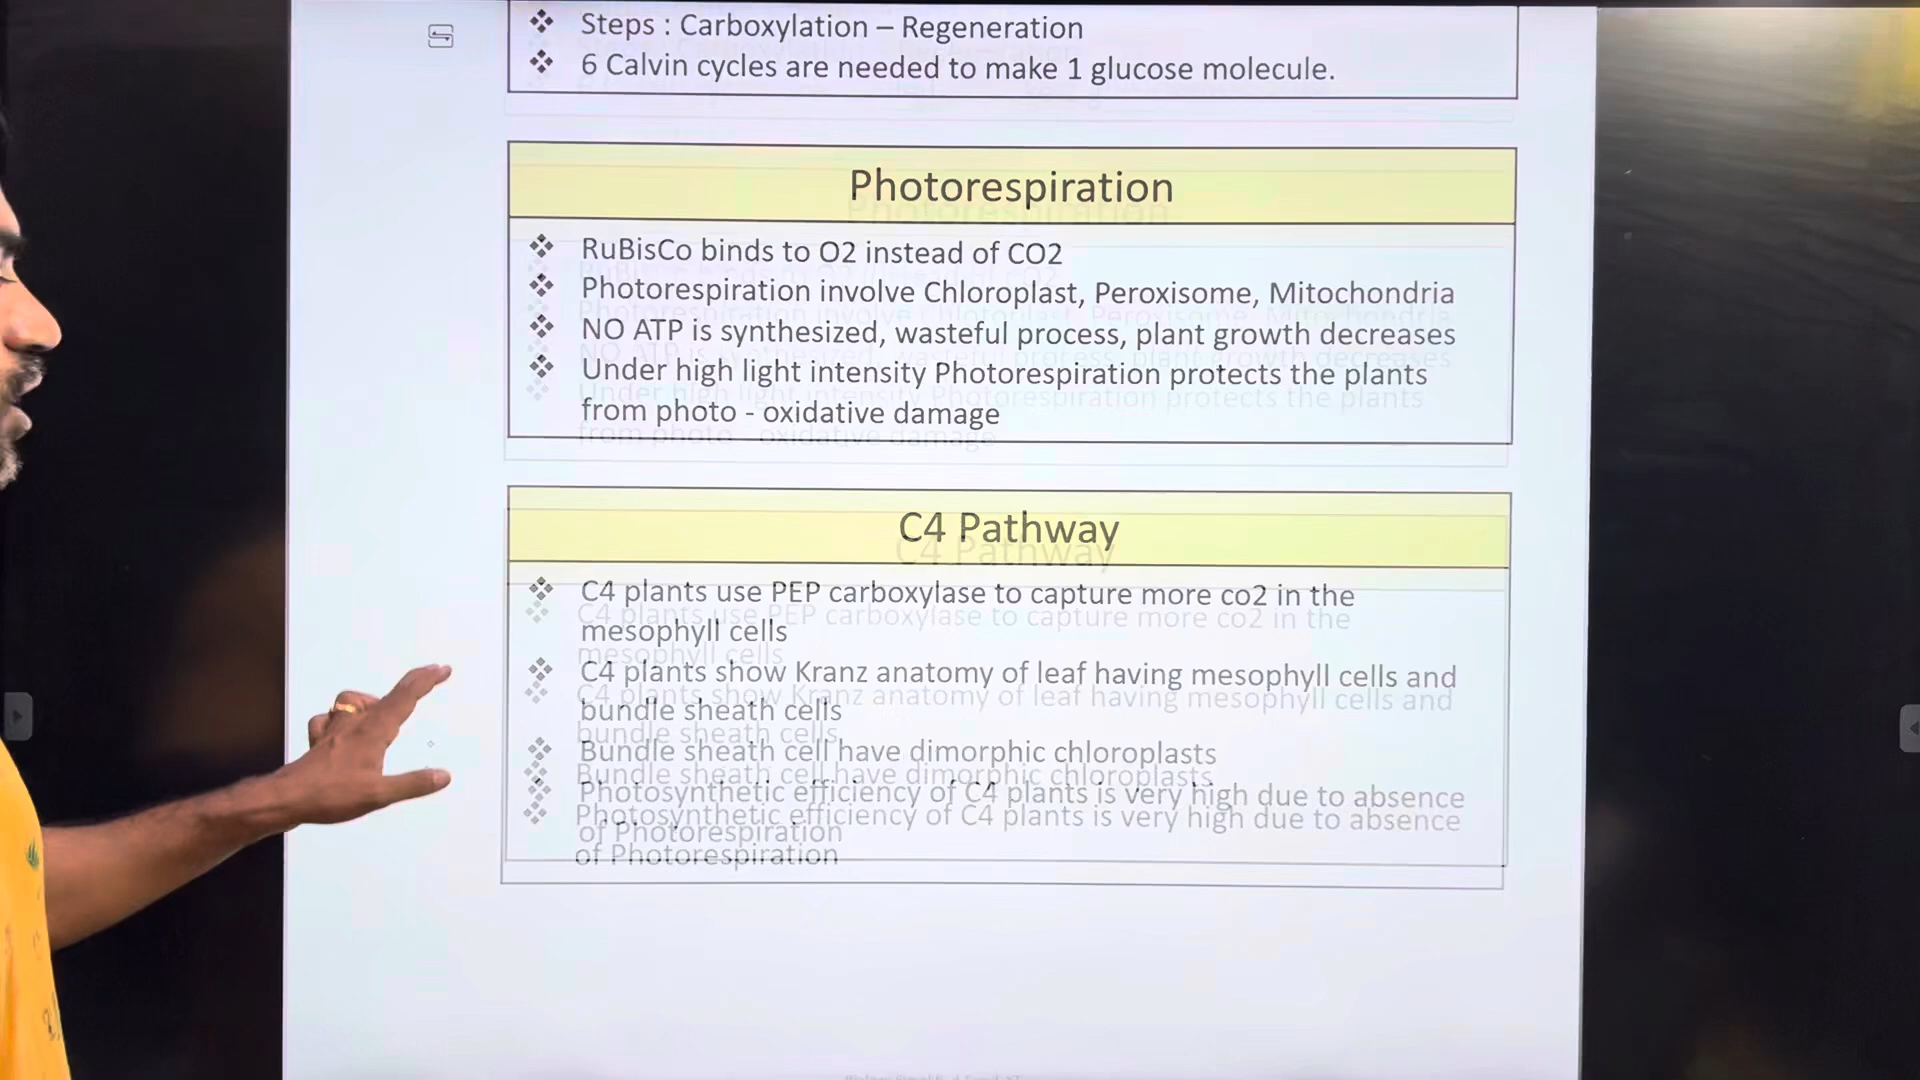 Steps : Carboxylation – Regeneration
6 Calvin cycles are needed to make 1 glucose molecule.
Photorespiration
RuBisCo binds to O2 instead of CO2
Photorespiration involve Chloroplast, Peroxisome, Mitochondria
NO ATP is synthesized, wasteful process, plant growth decreases
Under high light intensity Photorespiration protects the plants
from photo - oxidative damage
C4 Pathway
C4 plants use PEP carboxylase to capture more co2 in the
mesophyll cells
C4 plants show Kranz anatomy of leaf having mesophyll cells and
bundle sheath cells
Bundle sheath cell have dimorphic chloroplasts
Photosynthetic efficiency of C4 plants is very high due to absence
of Photorespiration